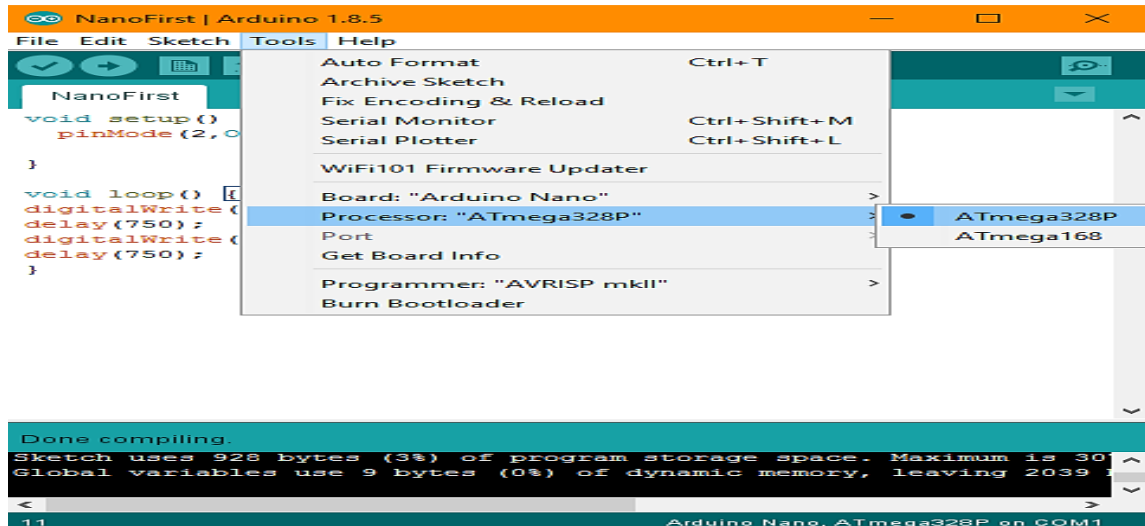 NanoFirst | Arduino 1.8.5
File Edit Sketch Tools Help
NanoFirst
void setup()
pinMode(2,O
}
void loop() {
digitalWrite(
delay(750);
digitalWrite(
delay(750);
}
Auto Format Ctrl+T
Archive Sketch
Fix Encoding & Reload
Serial Monitor Ctrl+Shift+M
Serial Plotter Ctrl+Shift+L
WiFi101 Firmware Updater
Board: "Arduino Nano" >
Processor: "ATmega328P" >
Port >
Get Board Info
Programmer: "AVRISP mkII" >
Burn Bootloader
ATmega328P
ATmega168
Done compiling.
Sketch uses 928 bytes (3%) of program storage space. Maximum is 30
Global variables use 9 bytes (0%) of dynamic memory, leaving 2039
11 Arduino Nano, ATmega328P on COM1